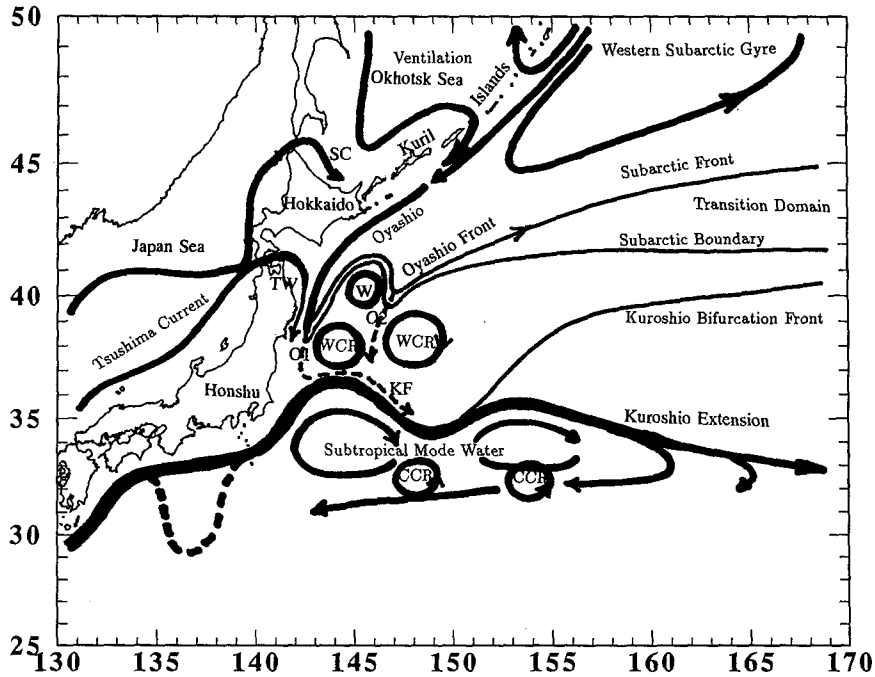 50
Ventilation
Okhotsk Sea
Western Subarctic Gyre
Islands
Kuril
SC
45
Subarctic Front
Hokkaido
Transition Domain
Oyashio
Oyashio Front
Japan Sea
Subarctic Boundary
TW
40
W
O2
Kuroshio Bifurcation Front
Tsushima Current
O1
WCR
WCR
Honshu
KF
35
Kuroshio Extension
Subtropical Mode Water
CCR
CCR
30
25
130 135 140 145 150 155 160 165 170